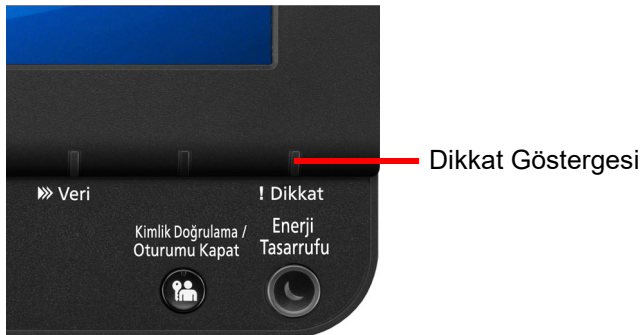 Dikkat Göstergesi
Veri
! Dikkat
Kimlik Doğrulama /
Oturumu Kapat
Enerji
Tasarrufu